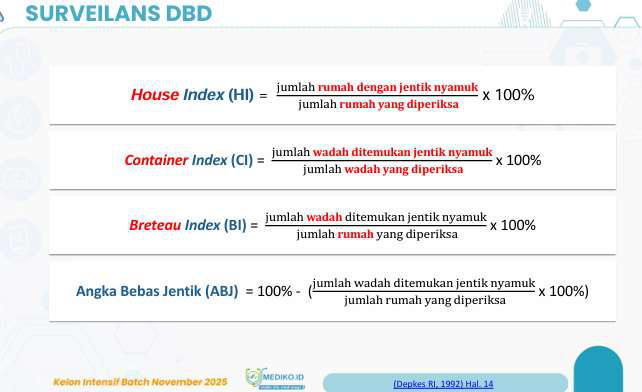 SURVEILANS DBD
House Index (HI) = jumlah rumah dengan jentik nyamuk / jumlah rumah yang diperiksa x 100%
Container Index (CI) = jumlah wadah ditemukan jentik nyamuk / jumlah wadah yang diperiksa x 100%
Breteau Index (BI) = jumlah wadah ditemukan jentik nyamuk / jumlah rumah yang diperiksa x 100%
Angka Bebas Jentik (ABJ) = 100% - (jumlah wadah ditemukan jentik nyamuk / jumlah rumah yang diperiksa x 100%)
Kelon Intensif Batch November 2025
MEDIKO.ID
(Depkes RI, 1992) Hal. 14